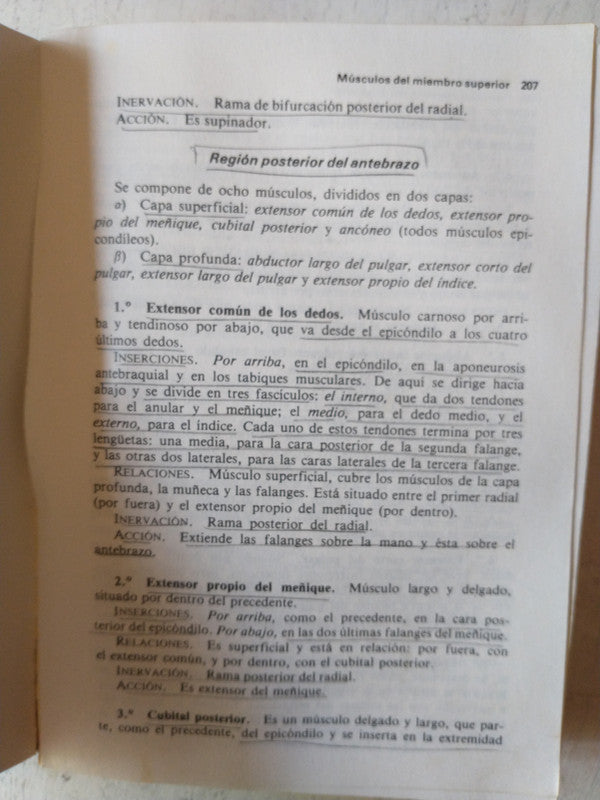 Músculos del miembro superior 207
INERVACIÓN. Rama de bifurcación posterior del radial.
ACCIÓN. Es supinador.
Región posterior del antebrazo
Se compone de ocho músculos, divididos en dos capas:
α) Capa superficial: extensor común de los dedos, extensor pro-
pio del meñique, cubital posterior y ancóneo (todos músculos epi-
condíleos).
β) Capa profunda: abductor largo del pulgar, extensor corto del
pulgar, extensor largo del pulgar y extensor propio del índice.
1.º Extensor común de los dedos. Músculo carnoso por arri-
ba y tendinoso por abajo, que va desde el epicóndilo a los cuatro
últimos dedos.
INSERCIONES. Por arriba, en el epicóndilo, en la aponeurosis
antebraquial y en los tabiques musculares. De aquí se dirige hacia
abajo y se divide en tres fascículos: el interno, que da dos tendones
para el anular y el meñique; el medio, para el dedo medio, y el
externo, para el índice. Cada uno de estos tendones termina por tres
lengüetas: una media, para la cara posterior de la segunda falange,
y las otras dos laterales, para las caras laterales de la tercera falange.
RELACIONES. Músculo superficial, cubre los músculos de la capa
profunda, la muñeca y las falanges. Está situado entre el primer radial
(por fuera) y el extensor propio del meñique (por dentro).
INERVACIÓN. Rama posterior del radial.
ACCIÓN. Extiende las falanges sobre la mano y ésta sobre el
antebrazo.
2.º Extensor propio del meñique. Músculo largo y delgado,
situado por dentro del precedente.
INSERCIONES. Por arriba, como el precedente, en la cara pos-
terior del epicóndilo. Por abajo, en las dos últimas falanges del meñique.
RELACIONES. Es superficial y está en relación: por fuera, con
el extensor común, y por dentro, con el cubital posterior.
INERVACIÓN. Rama posterior del radial.
ACCIÓN. Es extensor del meñique.
3.º Cubital posterior. Es un músculo delgado y largo, que par-
te, como el precedente, del epicóndilo y se inserta en la extremidad